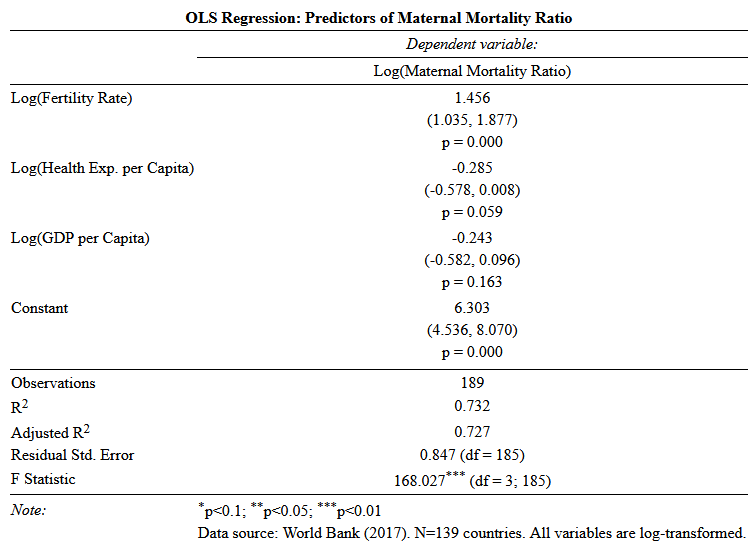 OLS Regression: Predictors of Maternal Mortality Ratio
Dependent variable:
Log(Maternal Mortality Ratio)
Log(Fertility Rate) 1.456
(1.035, 1.877)
p = 0.000
Log(Health Exp. per Capita) -0.285
(-0.578, 0.008)
p = 0.059
Log(GDP per Capita) -0.243
(-0.582, 0.096)
p = 0.163
Constant 6.303
(4.536, 8.070)
p = 0.000
Observations 189
R2 0.732
Adjusted R2 0.727
Residual Std. Error 0.847 (df = 185)
F Statistic 168.027*** (df = 3; 185)
Note: *p<0.1; **p<0.05; ***p<0.01
Data source: World Bank (2017). N=139 countries. All variables are log-transformed.